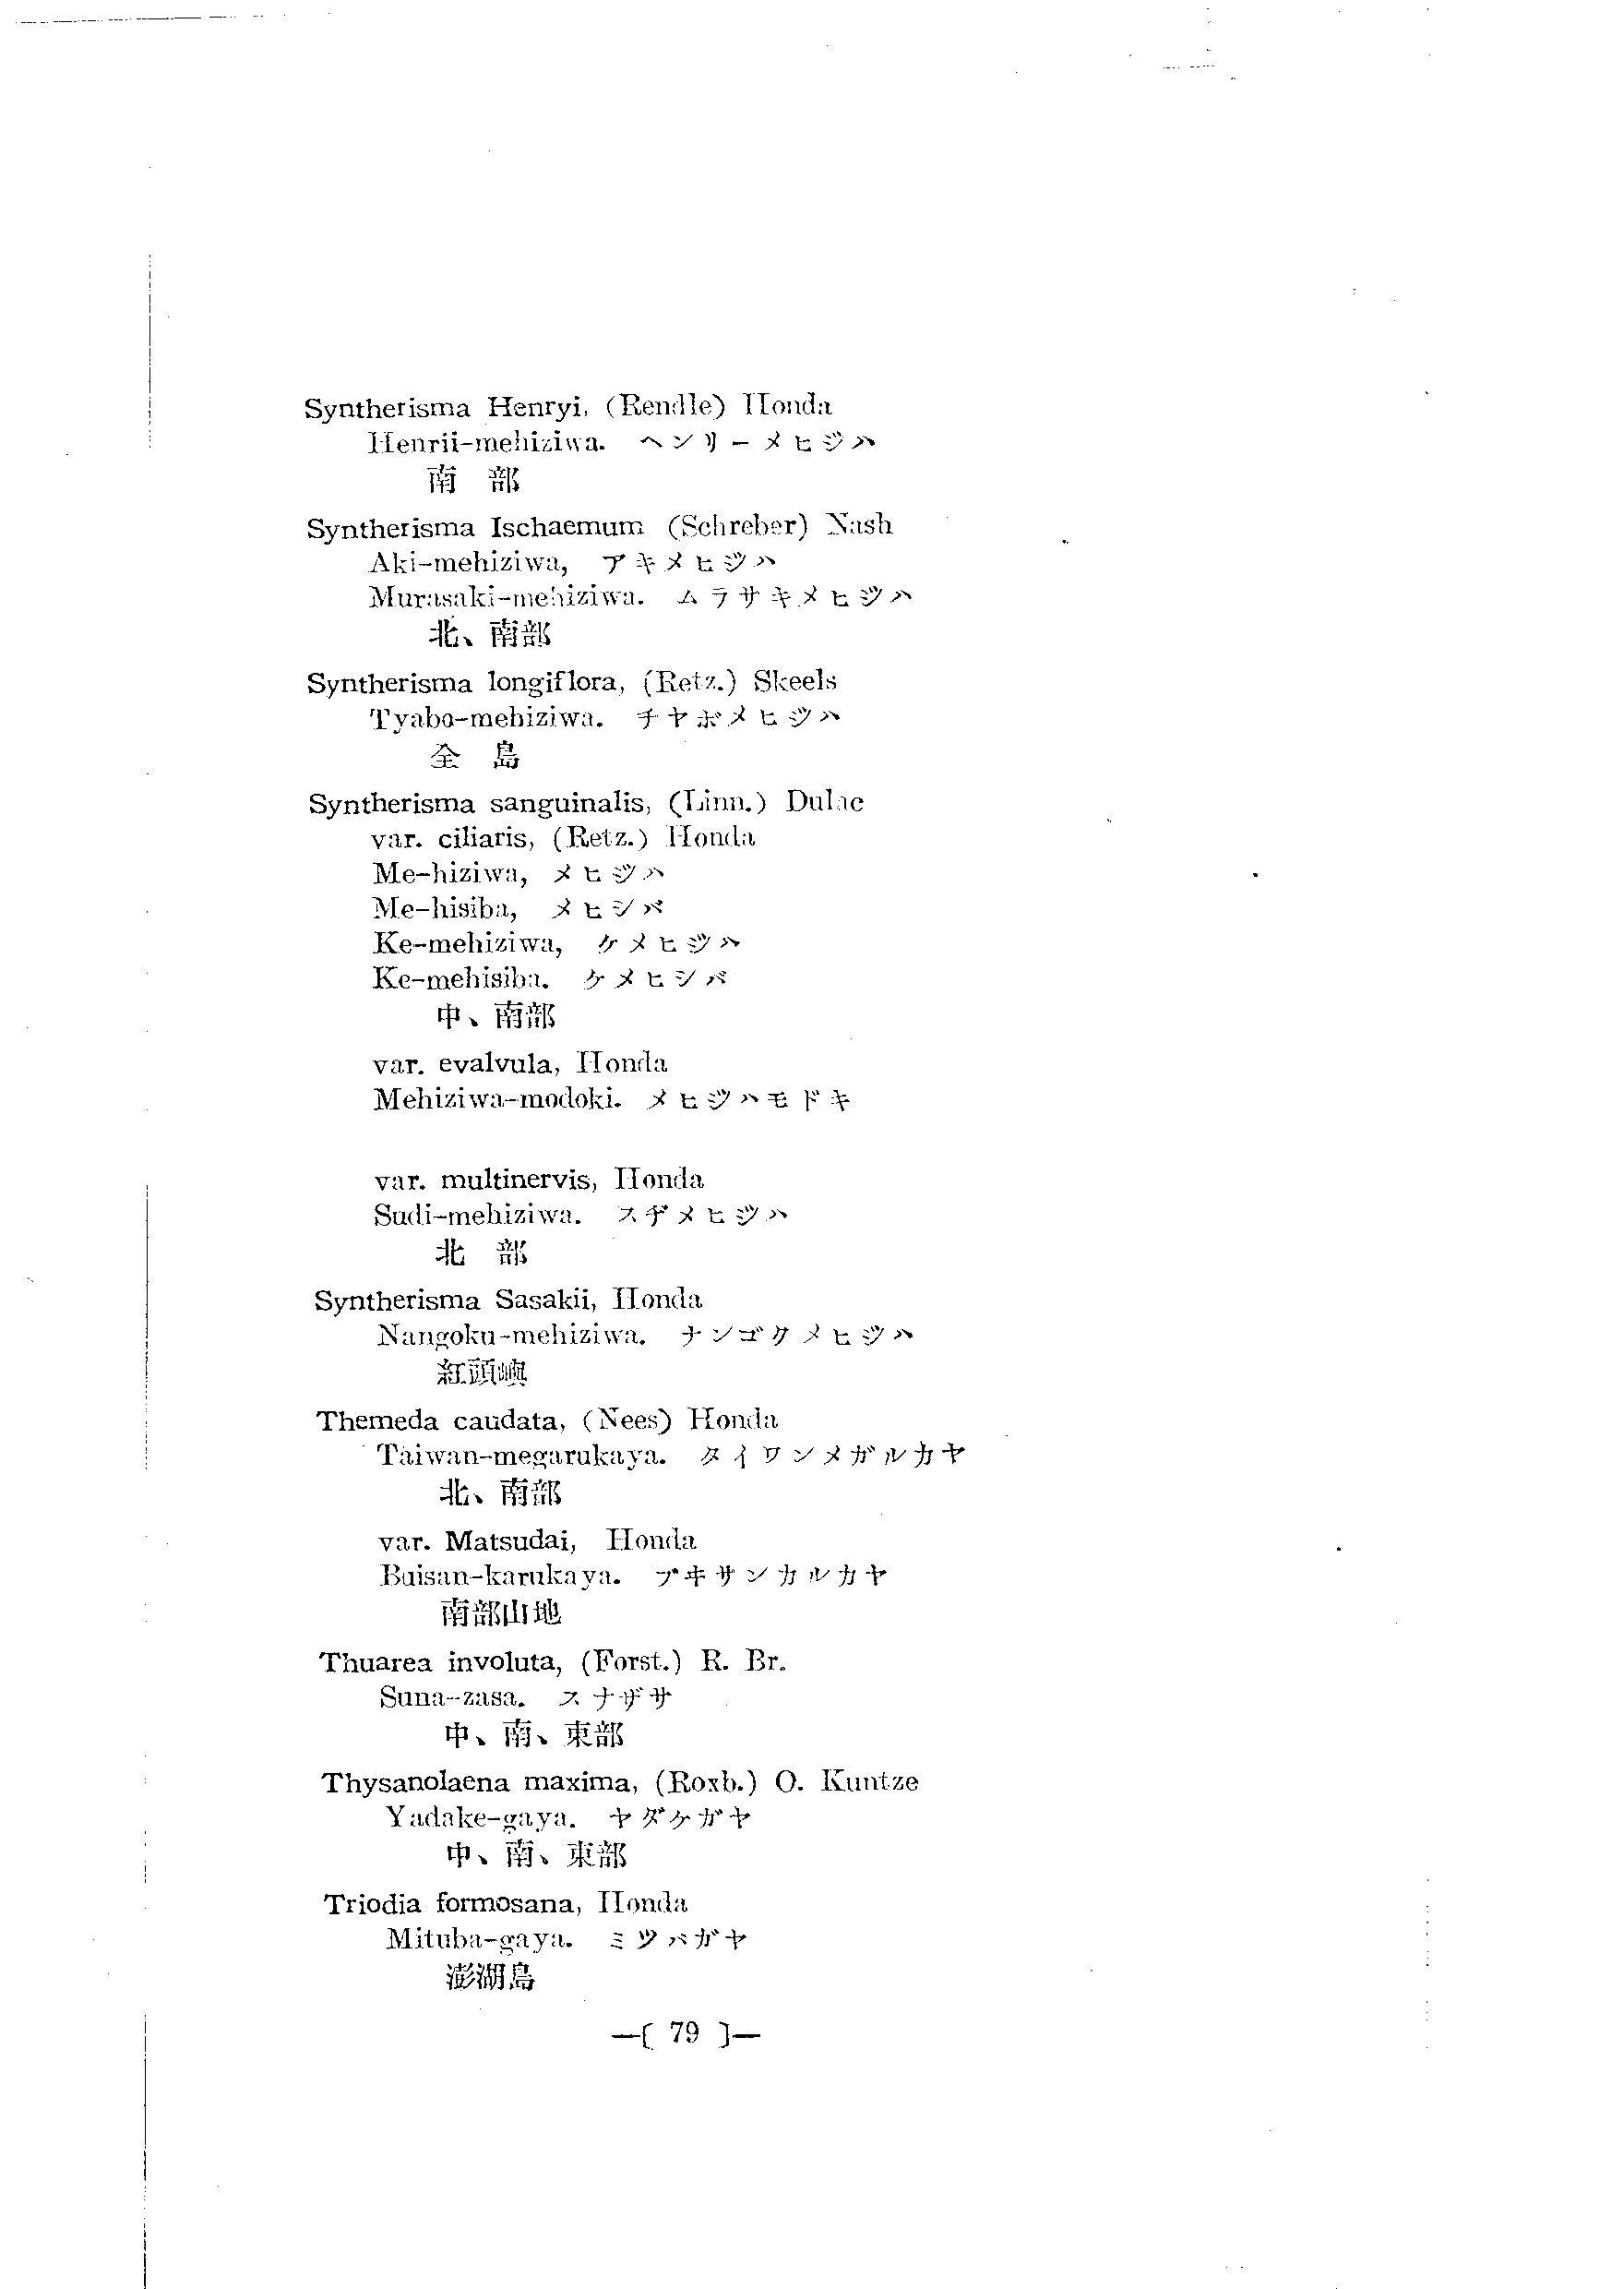 Syntherisma Henryi, (Rendle) Honda
Henrii-mehiziwa. ヘンリーメヒジハ
南 部
Syntherisma Ischaemum (Schreber) Nash
Aki-mehiziwa, アキメヒジハ
Murasaki-mehiziwa. ムラサキメヒジハ
北、南部
Syntherisma longiflora, (Retz.) Skeels
Tyabo-mehiziwa. チヤボメヒジハ
全 島
Syntherisma sanguinalis, (Linn.) Dulac
var. ciliaris, (Retz.) Honda
Me-hiziwa, メヒジハ
Me-hisiba, メヒシバ
Ke-mehiziwa, ケメヒジハ
Ke-mehisiba. ケメヒシバ
中、南部
var. evalvula, Honda
Mehiziwa-modoki. メヒジハモドキ
var. multinervis, Honda
Sudi-mehiziwa. スヂメヒジハ
北 部
Syntherisma Sasakii, Honda
Nangoku-mehiziwa. ナンゴクメヒジハ
紅頭嶼
Themeda caudata, (Nees) Honda
Taiwan-megarukaya. タイワンメガルカヤ
北、南部
var. Matsudai, Honda
Buisan-karukaya. ブヰサンカルカヤ
南部山地
Thuarea involuta, (Forst.) R. Br.
Suna-zasa. スナザサ
中、南、東部
Thysanolaena maxima, (Roxb.) O. Kuntze
Yadake-gaya. ヤダケガヤ
中、南、東部
Triodia formosana, Honda
Mituba-gaya. ミツバガヤ
澎湖島
—[ 79 ]—